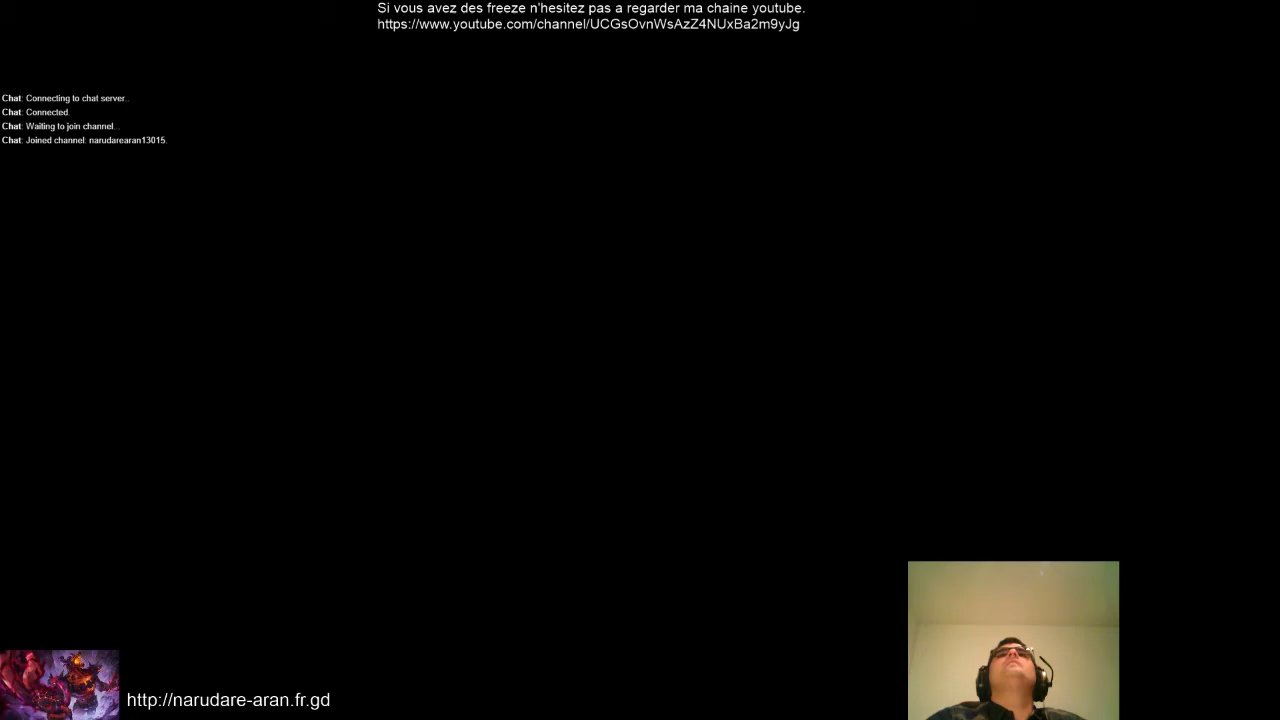 Si vous avez des freeze n'hesitez pas a regarder ma chaine youtube.
https://www.youtube.com/channel/UCGsOvnWsAzZ4NUxBa2m9yJg
Chat: Connecting to chat server..
Chat: Connected.
Chat: Waiting to join channel...
Chat: Joined channel: narudarearan13015.
http://narudare-aran.fr.gd